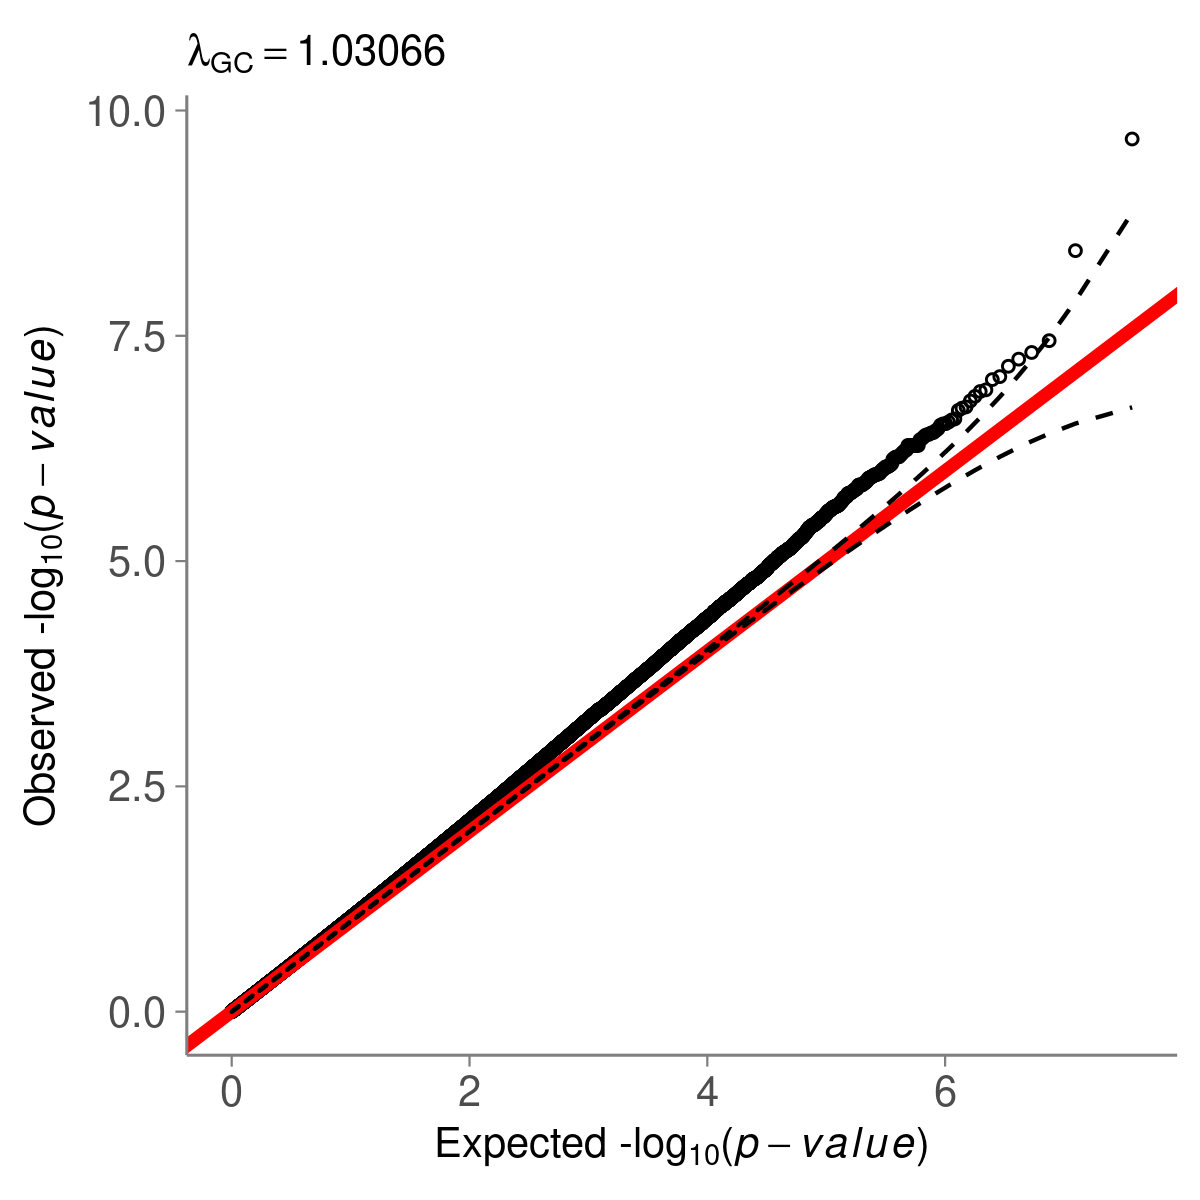 λGC = 1.03066
10.0
7.5
5.0
2.5
0.0
Observed -log10(p − value)
0 2 4 6
Expected -log10(p − value)